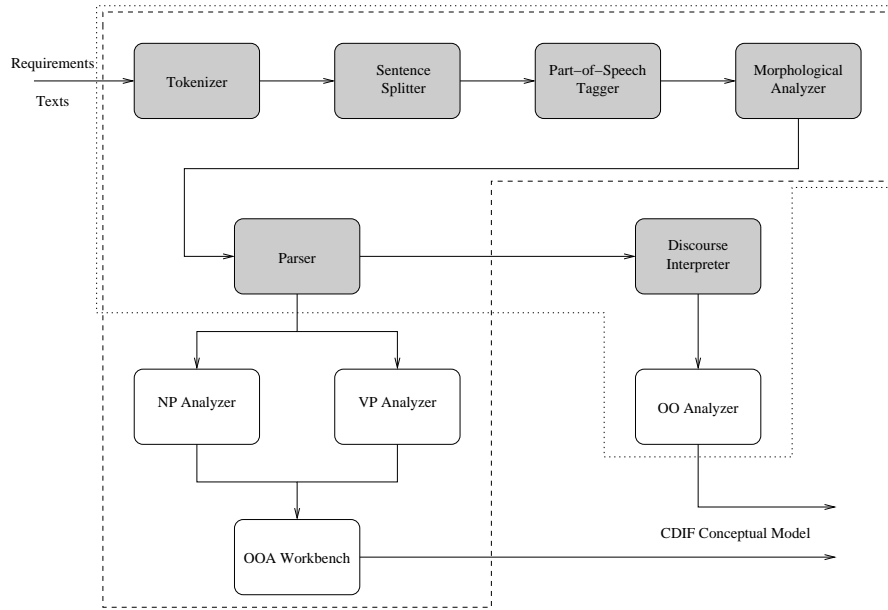 Requirements
Texts
Tokenizer
Sentence
Splitter
Part−of−Speech
Tagger
Morphological
Analyzer
Parser
Discourse
Interpreter
NP Analyzer
VP Analyzer
OO Analyzer
CDIF Conceptual Model
OOA Workbench